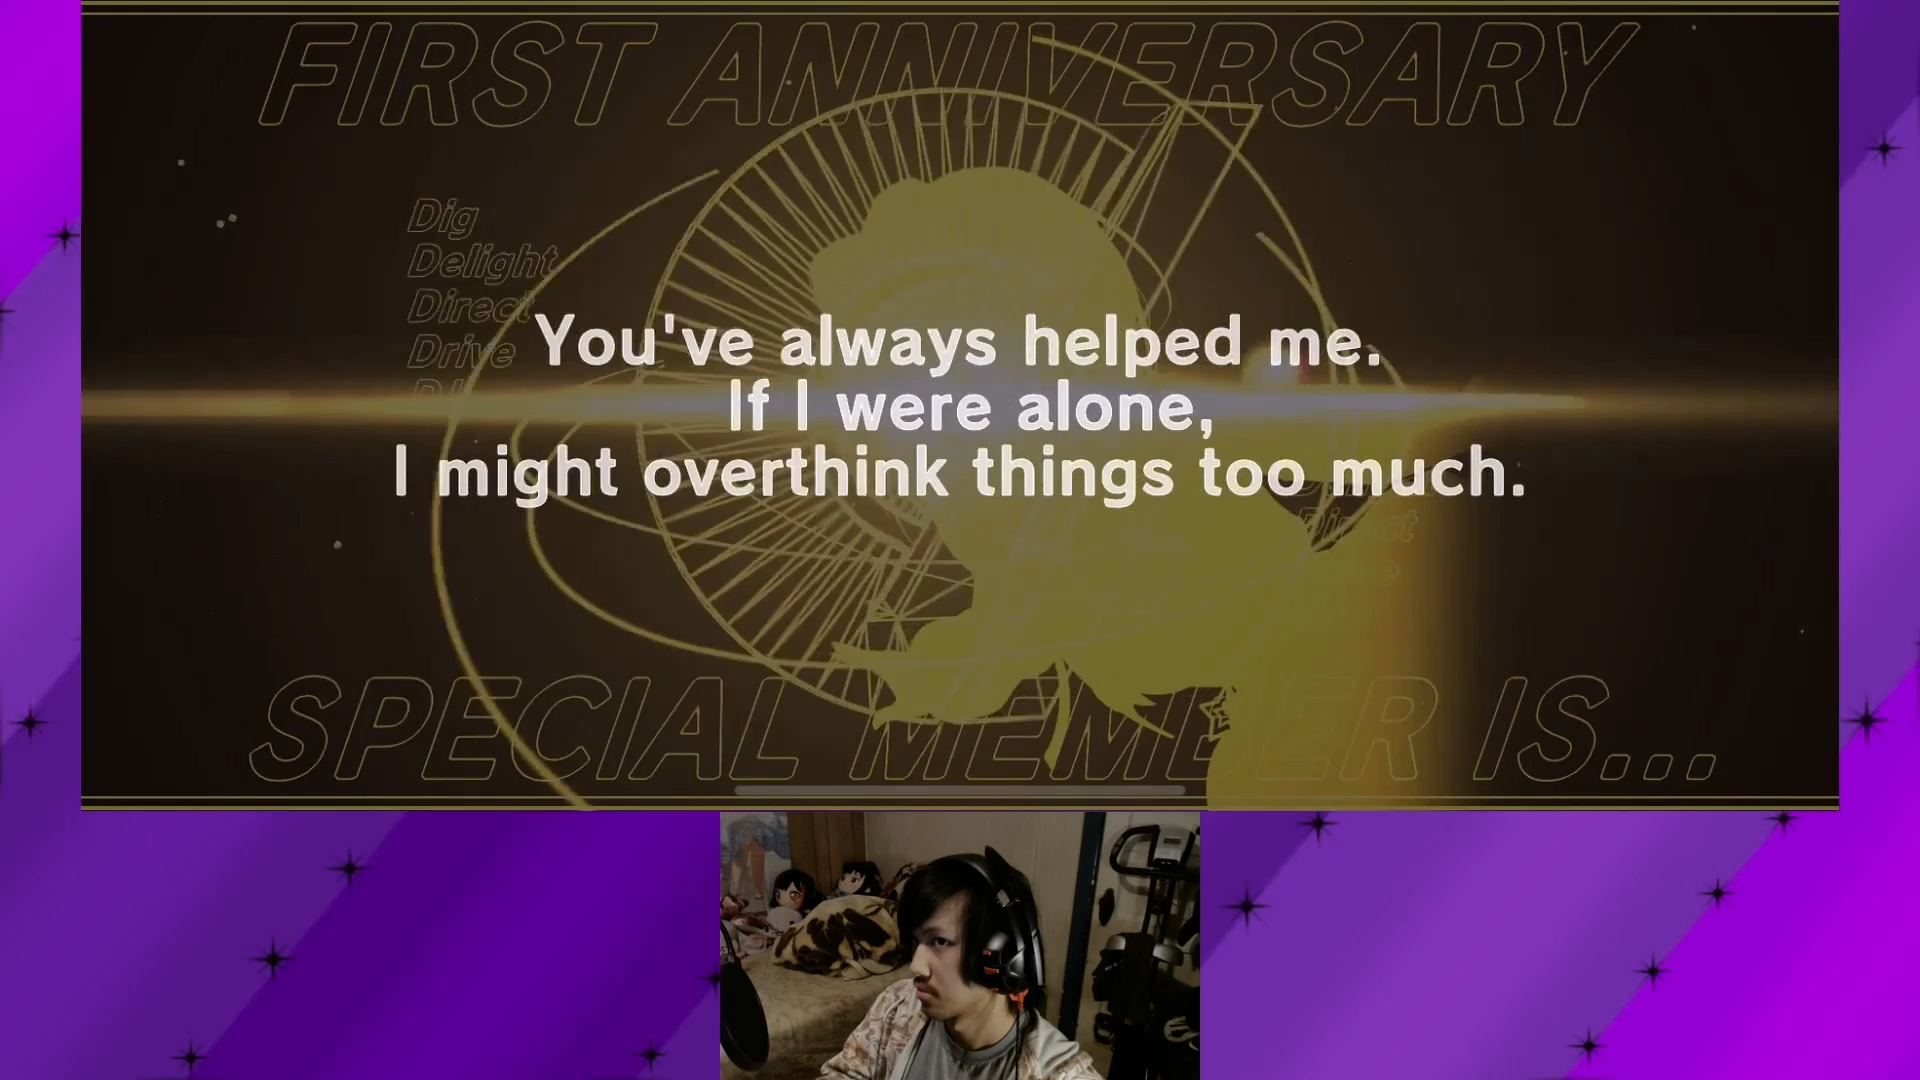 FIRST ANNIVERSARY
Dig
Delight
Direct
Drive
You've always helped me.
If I were alone,
I might overthink things too much.
SPECIAL MEMBER IS...